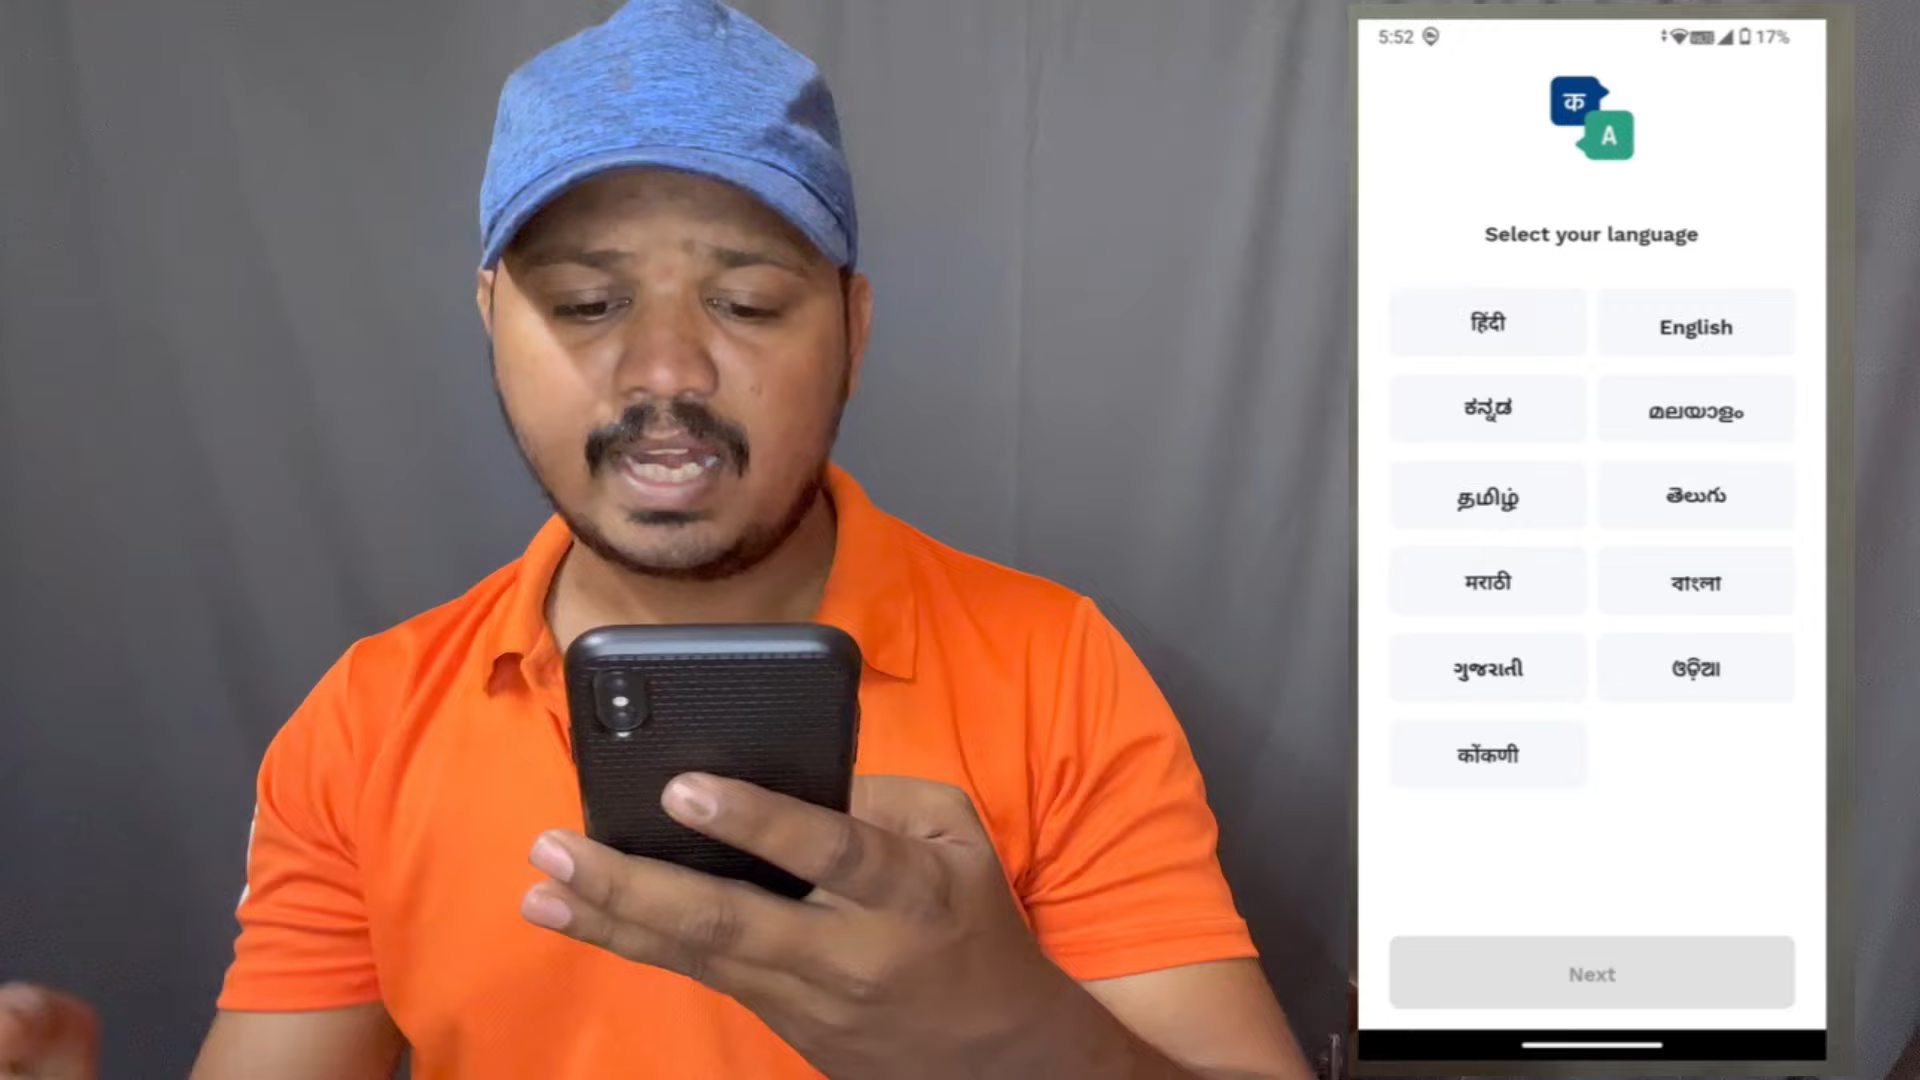 5:52 17%
क
A
Select your language
हिंदी English
ಕನ್ನಡ മലയാളം
தமிழ் తెలుగు
मराठी বাংলা
ગુજરાતી ଓଡ଼ିଆ
कोंकणी
Next